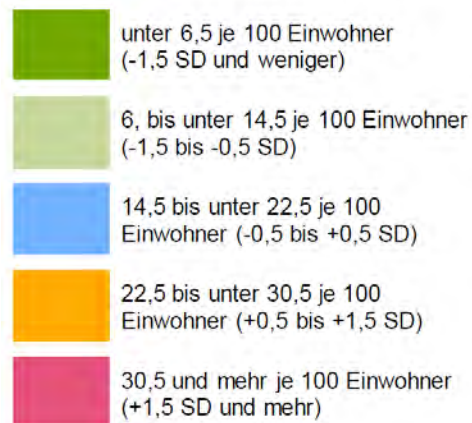 unter 6,5 je 100 Einwohner
(-1,5 SD und weniger)
6, bis unter 14,5 je 100 Einwohner
(-1,5 bis -0,5 SD)
14,5 bis unter 22,5 je 100
Einwohner (-0,5 bis +0,5 SD)
22,5 bis unter 30,5 je 100
Einwohner (+0,5 bis +1,5 SD)
30,5 und mehr je 100 Einwohner
(+1,5 SD und mehr)